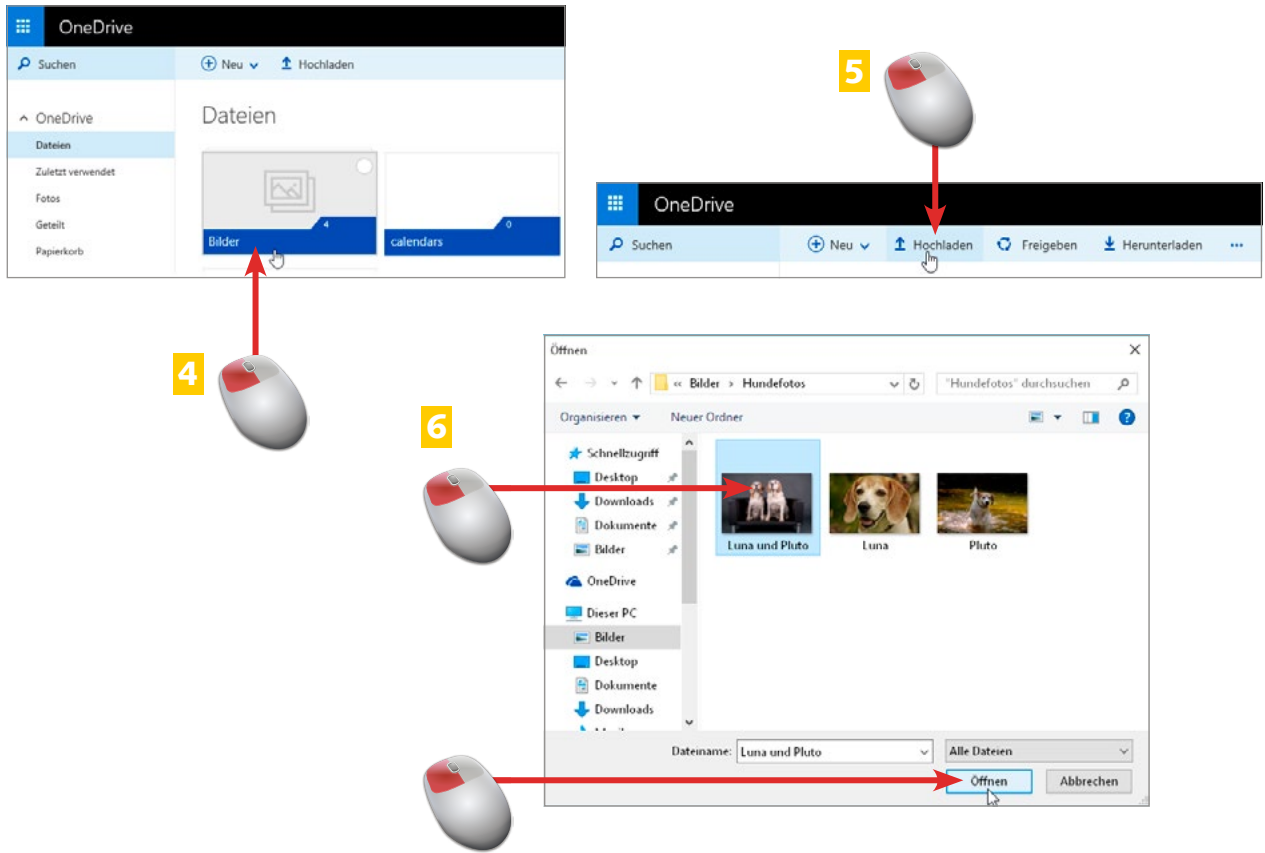 OneDrive
Suchen
Neu
Hochladen
OneDrive
Dateien
Zuletzt verwendet
Fotos
Geteilt
Papierkorb
Dateien
4
Bilder
0
calendars
4
5
OneDrive
Suchen
Neu
Hochladen
Freigeben
Herunterladen
...
6
Öffnen
« Bilder › Hundefotos
"Hundefotos" durchsuchen
Organisieren
Neuer Ordner
?
Schnellzugriff
Desktop
Downloads
Dokumente
Bilder
OneDrive
Dieser PC
Bilder
Desktop
Dokumente
Downloads
Luna und Pluto
Luna
Pluto
Dateiname: Luna und Pluto
Alle Dateien
Öffnen
Abbrechen